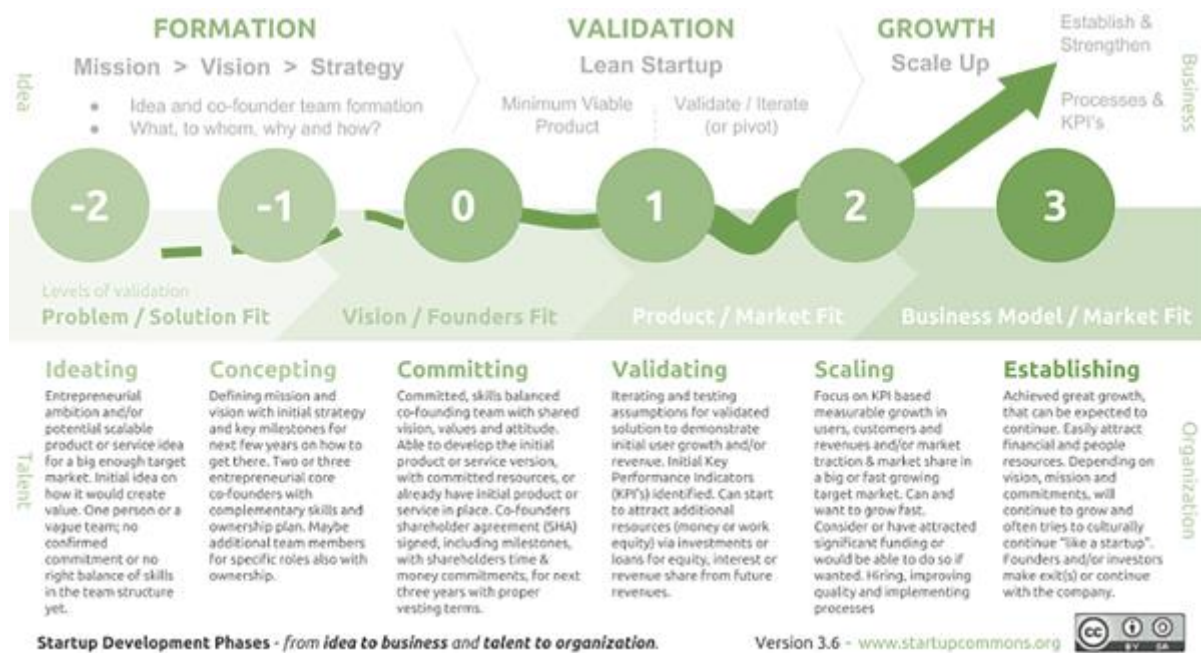 FORMATION
Mission > Vision > Strategy
● Idea and co-founder team formation
● What, to whom, why and how?
VALIDATION
Lean Startup
Minimum Viable
Product
Validate / Iterate
(or pivot)
GROWTH
Scale Up
Establish &
Strengthen
Processes &
KPI's
Idea
Business
-2
-1
0
1
2
3
Levels of validation
Problem / Solution Fit
Vision / Founders Fit
Product / Market Fit
Business Model / Market Fit
Talent
Organization
Ideating
Entrepreneurial
ambition and/or
potential scalable
product or service idea
for a big enough target
market. Initial idea on
how it would create
value. One person or a
vague team; no
confirmed
commitment or no
right balance of skills
in the team structure
yet.
Concepting
Defining mission and
vision with initial strategy
and key milestones for
next few years on how to
get there. Two or three
entrepreneurial core
co-founders with
complementary skills and
ownership plan. Maybe
additional team members
for specific roles also with
ownership.
Committing
Committed, skills balanced
co-founding team with shared
vision, values and attitude.
Able to develop the initial
product or service version,
with committed resources, or
already have initial product or
service in place. Co-founders
shareholder agreement (SHA)
signed, including milestones,
with shareholders time &
money commitments, for next
three years with proper
vesting terms.
Validating
Iterating and testing
assumptions for validated
solution to demonstrate
initial user growth and/or
revenue. Initial Key
Performance Indicators
(KPI's) identified. Can start
to attract additional
resources (money or work
equity) via investments or
loans for equity, interest or
revenue share from future
revenues.
Scaling
Focus on KPI based
measurable growth in
users, customers and
revenues and/or market
traction & market share in
a big or fast growing
target market. Can and
want to grow fast.
Consider or have attracted
significant funding or
would be able to do so if
wanted. Hiring, improving
quality and implementing
processes
Establishing
Achieved great growth,
that can be expected to
continue. Easily attract
financial and people
resources. Depending on
vision, mission and
commitments, will
continue to grow and
often tries to culturally
continue "like a startup".
Founders and/or investors
make exit(s) or continue
with the company.
Startup Development Phases - from idea to business and talent to organization.
Version 3.6 - www.startupcommons.org
cc
BY SA